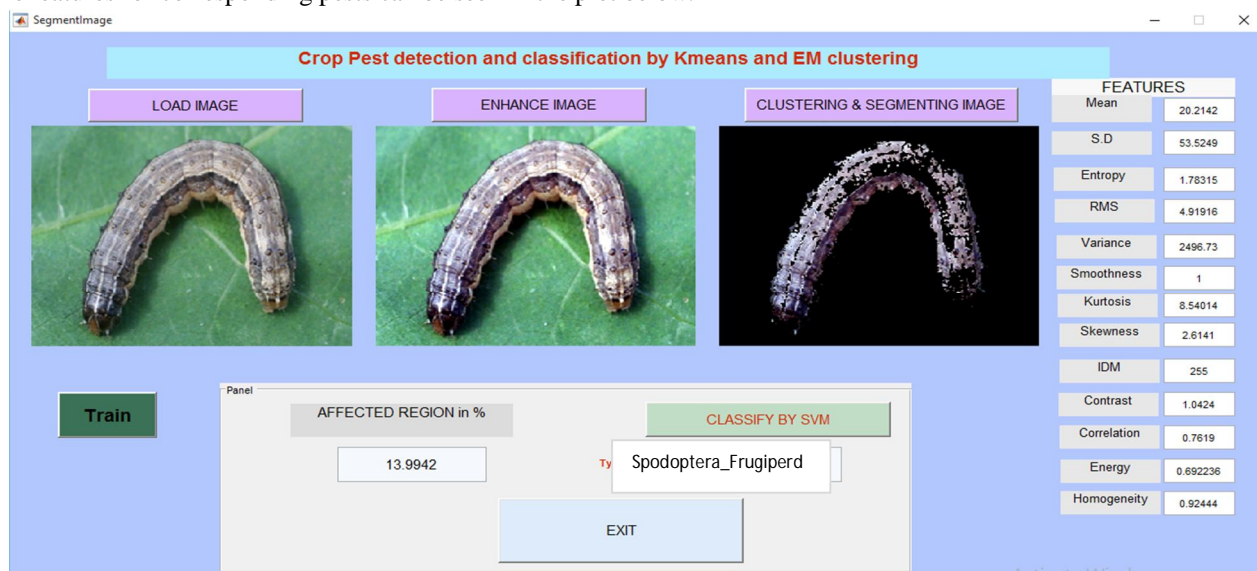 SegmentImage
Crop Pest detection and classification by Kmeans and EM clustering
LOAD IMAGE
ENHANCE IMAGE
CLUSTERING & SEGMENTING IMAGE
FEATURES
Mean 20.2142
S.D 53.5249
Entropy 1.78315
RMS 4.91916
Variance 2496.73
Smoothness 1
Kurtosis 8.54014
Skewness 2.6141
IDM 255
Contrast 1.0424
Correlation 0.7619
Energy 0.692236
Homogeneity 0.92444
Train
Panel
AFFECTED REGION in %
CLASSIFY BY SVM
13.9942
Ty
Spodoptera_Frugiperd
EXIT